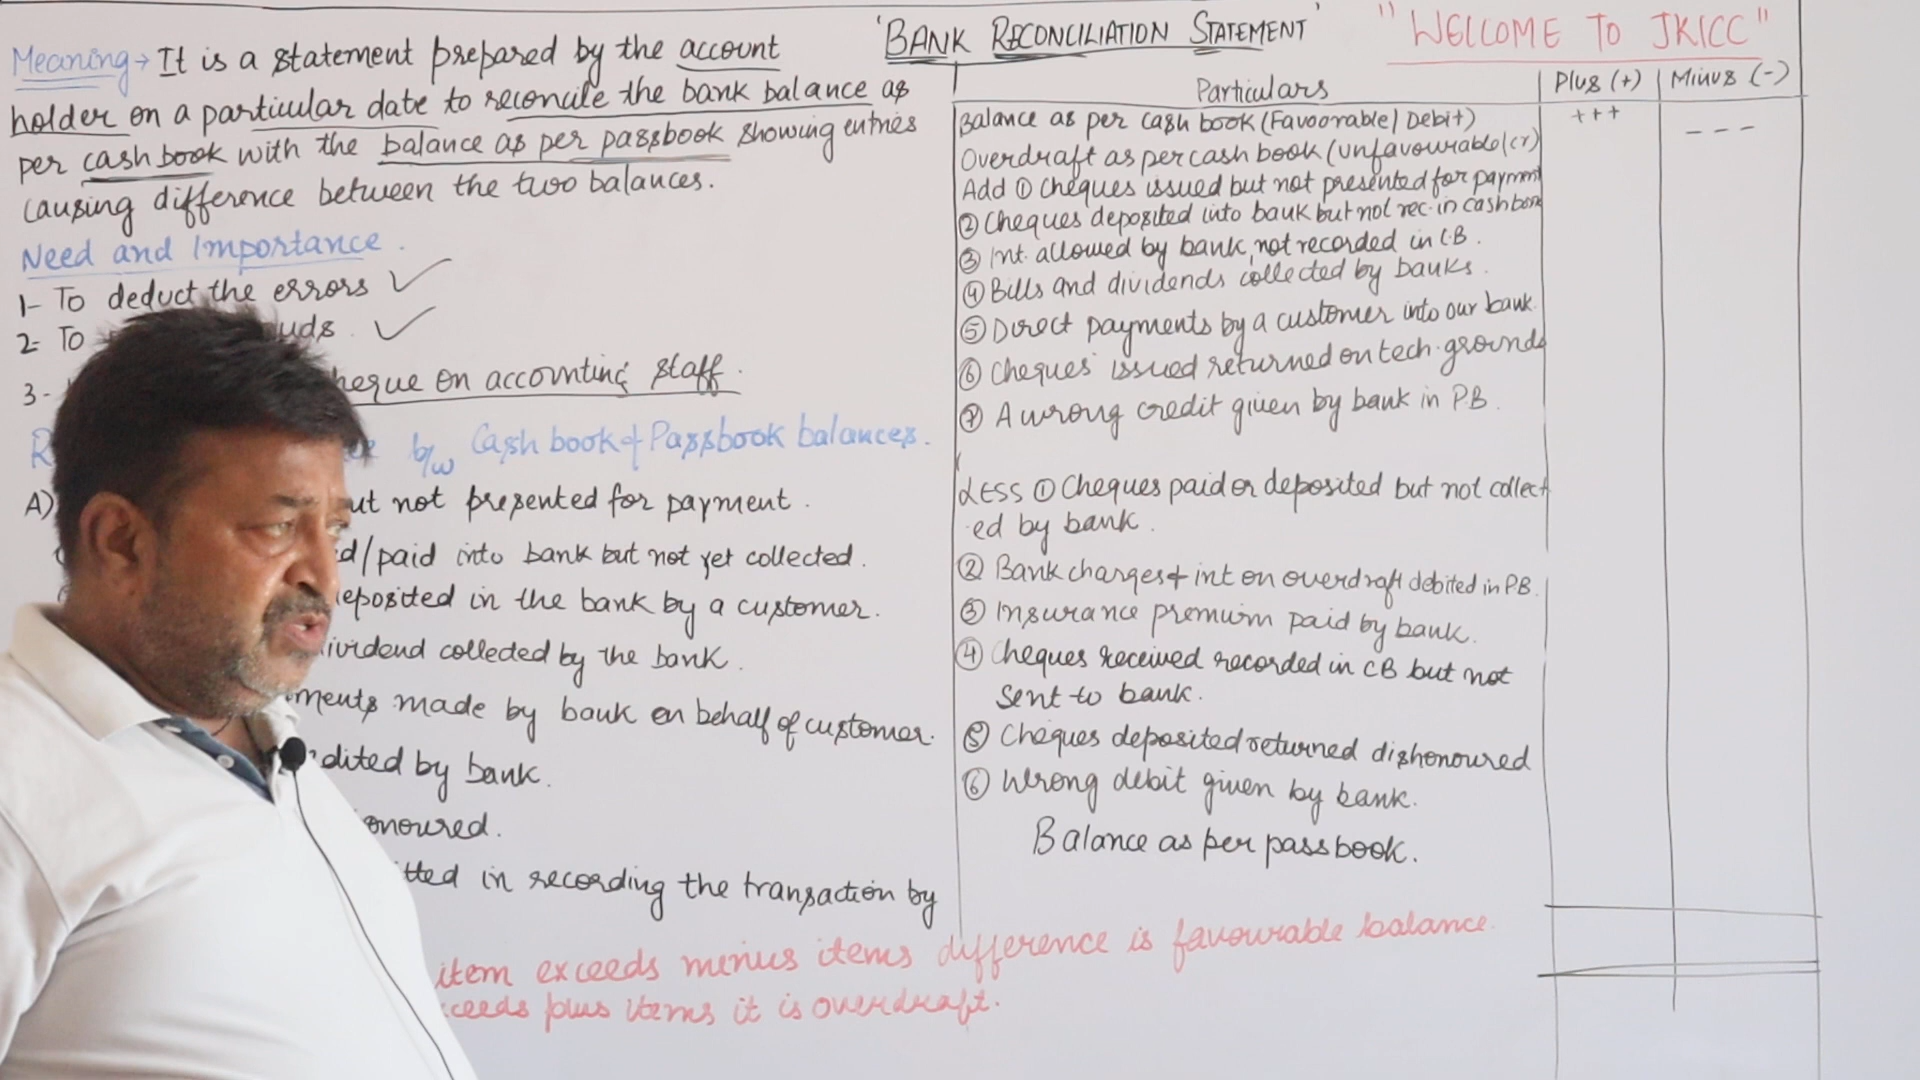 'BANK RECONCILIATION STATEMENT'
"WELCOME TO JKICC"
Meaning → It is a statement prepared by the account
holder on a particular date to reconcile the bank balance as
per cash book with the balance as per passbook showing entries
causing difference between the two balances.
Need and Importance.
1- To deduct the errors ✓
2- To uds. ✓
3- heque on accounting staff.
R b/w Cash book & Passbook balances.
A) ut not presented for payment.
d/paid into bank but not yet collected.
eposited in the bank by a customer.
ividend collected by the bank.
ments made by bank on behalf of customer.
dited by bank.
onoured.
tted in recording the transaction by
item exceeds minus items difference is favourable balance.
ceeds plus items it is overdraft.
Particulars Plus (+) Minus (-)
Balance as per cash book (Favoorable/Debit) +++
Overdraft as per cash book (unfavourable/cr) - - -
Add ① Cheques issued but not presented for payment
② Cheques deposited into bank but not rec. in cash book
③ Int. allowed by bank, not recorded in C.B.
④ Bills and dividends collected by banks.
⑤ Direct payments by a customer into our bank.
⑥ Cheques issued returned on tech. grounds
⑦ A wrong credit given by bank in P.B.
LESS ① Cheques paid or deposited but not collect
ed by bank.
② Bank charges & int on overdraft debited in P.B.
③ Insurance premium paid by bank.
④ Cheques received recorded in CB but not
sent to bank.
⑤ Cheques deposited returned dishonoured
⑥ Wrong debit given by bank.
Balance as per passbook.